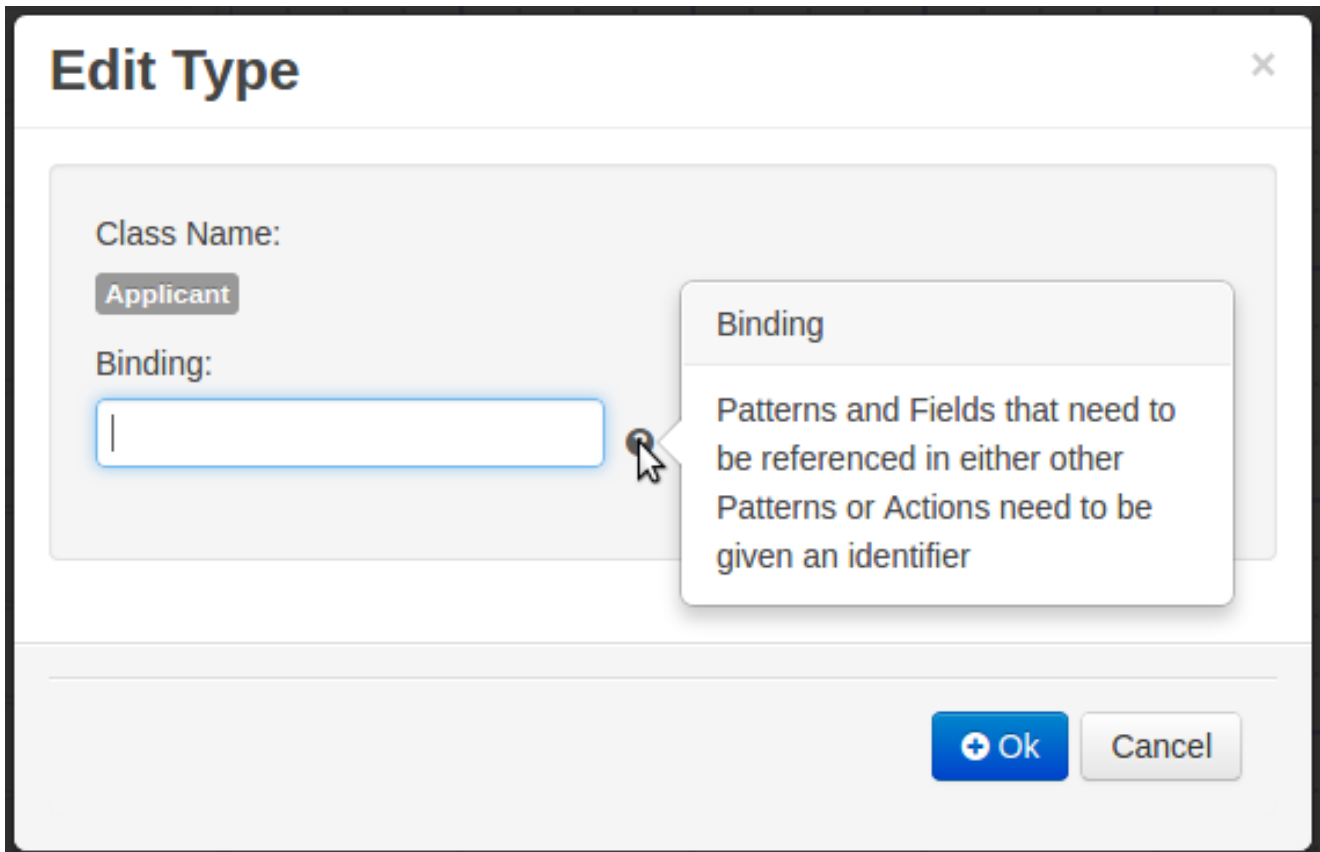 Edit Type
×
Class Name:
Applicant
Binding:
Binding
Patterns and Fields that need to
be referenced in either other
Patterns or Actions need to be
given an identifier
Ok
Cancel